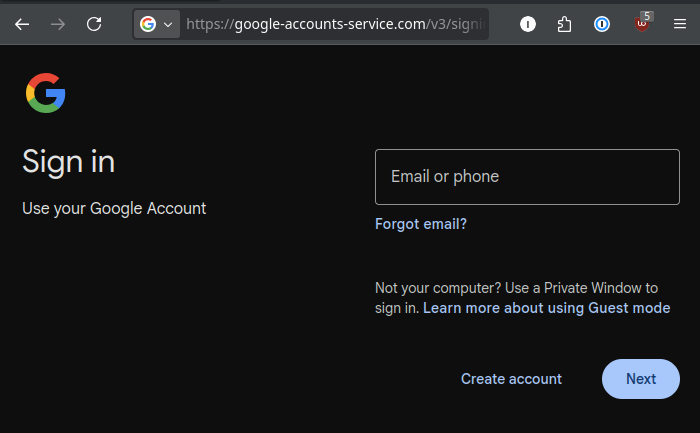 https://google-accounts-service.com/v3/signi
5
Sign in
Use your Google Account
Email or phone
Forgot email?
Not your computer? Use a Private Window to
sign in. Learn more about using Guest mode
Create account
Next